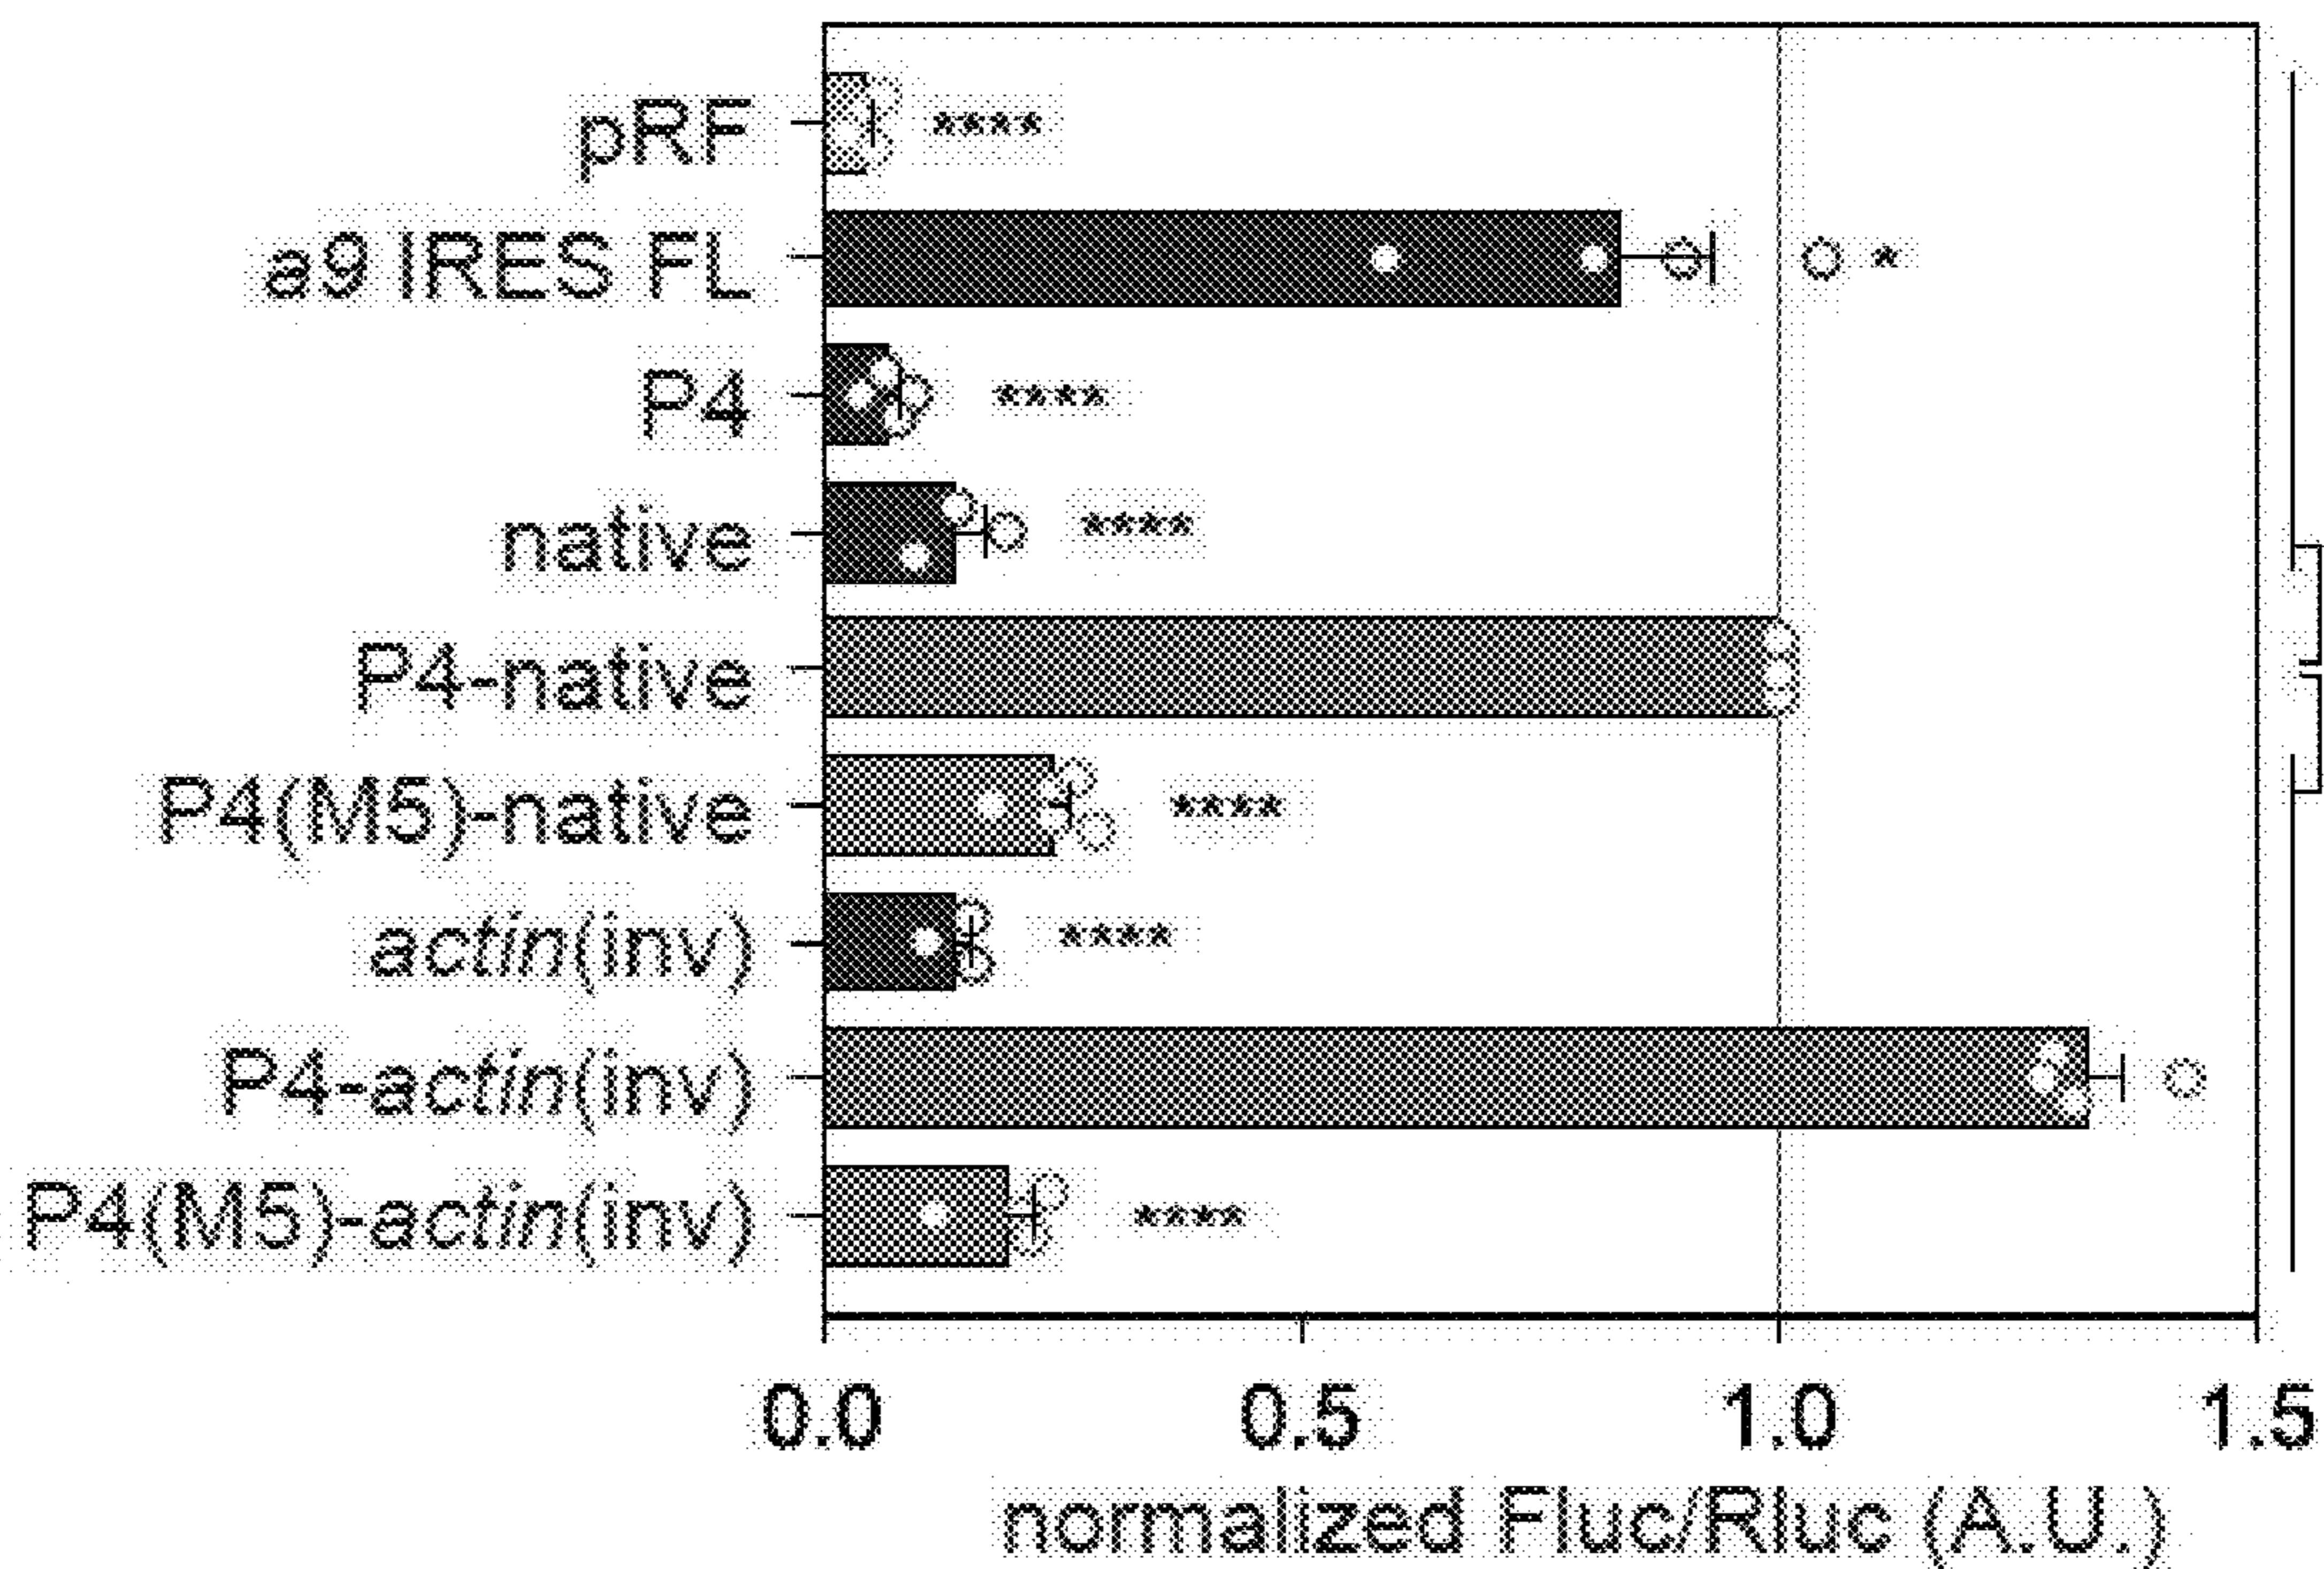 pRF
****
a9 IRES FL
*
P4
****
native
****
P4-native
P4(M5)-native
****
actin(inv)
****
P4-actin(inv)
P4(M5)-actin(inv)
****
0.0 0.5 1.0 1.5
normalized Fluc/Rluc (A.U.)